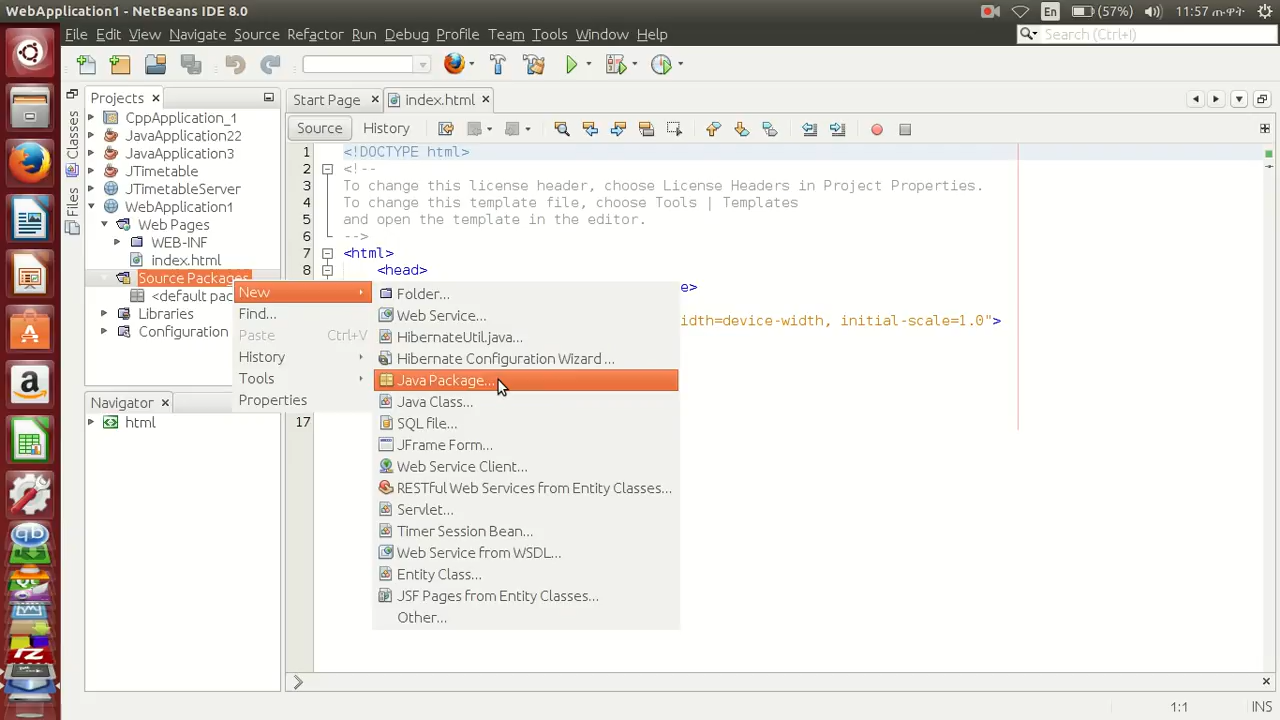 WebApplication1 - NetBeans IDE 8.0
En
(57%)
11:57 ጡዋት
File Edit View Navigate Source Refactor Run Debug Profile Team Tools Window Help
Search (Ctrl+I)
Projects
Start Page
index.html
Classes
Files
CppApplication_1
JavaApplication22
JavaApplication3
JTimetable
JTimetableServer
WebApplication1
Web Pages
WEB-INF
index.html
Source Packages
<default pac
Libraries
Configuration
Navigator
html
Source
History
1 <!DOCTYPE html>
2 <!--
3 To change this license header, choose License Headers in Project Properties.
4 To change this template file, choose Tools | Templates
5 and open the template in the editor.
6 -->
7 <html>
8 <head>
e>
idth=device-width, initial-scale=1.0">
17
New
Find...
Paste Ctrl+V
History
Tools
Properties
Folder...
Web Service...
HibernateUtil.java...
Hibernate Configuration Wizard ...
Java Package...
Java Class...
SQL file...
JFrame Form...
Web Service Client...
RESTful Web Services from Entity Classes...
Servlet...
Timer Session Bean...
Web Service from WSDL...
Entity Class...
JSF Pages from Entity Classes...
Other...
1:1
INS